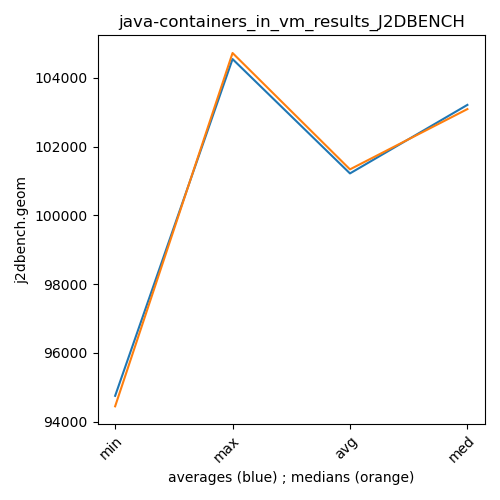 java-containers_in_vm_results_J2DBENCH
j2dbench.geom
104000
102000
100000
98000
96000
94000
min
max
avg
med
averages (blue) ; medians (orange)